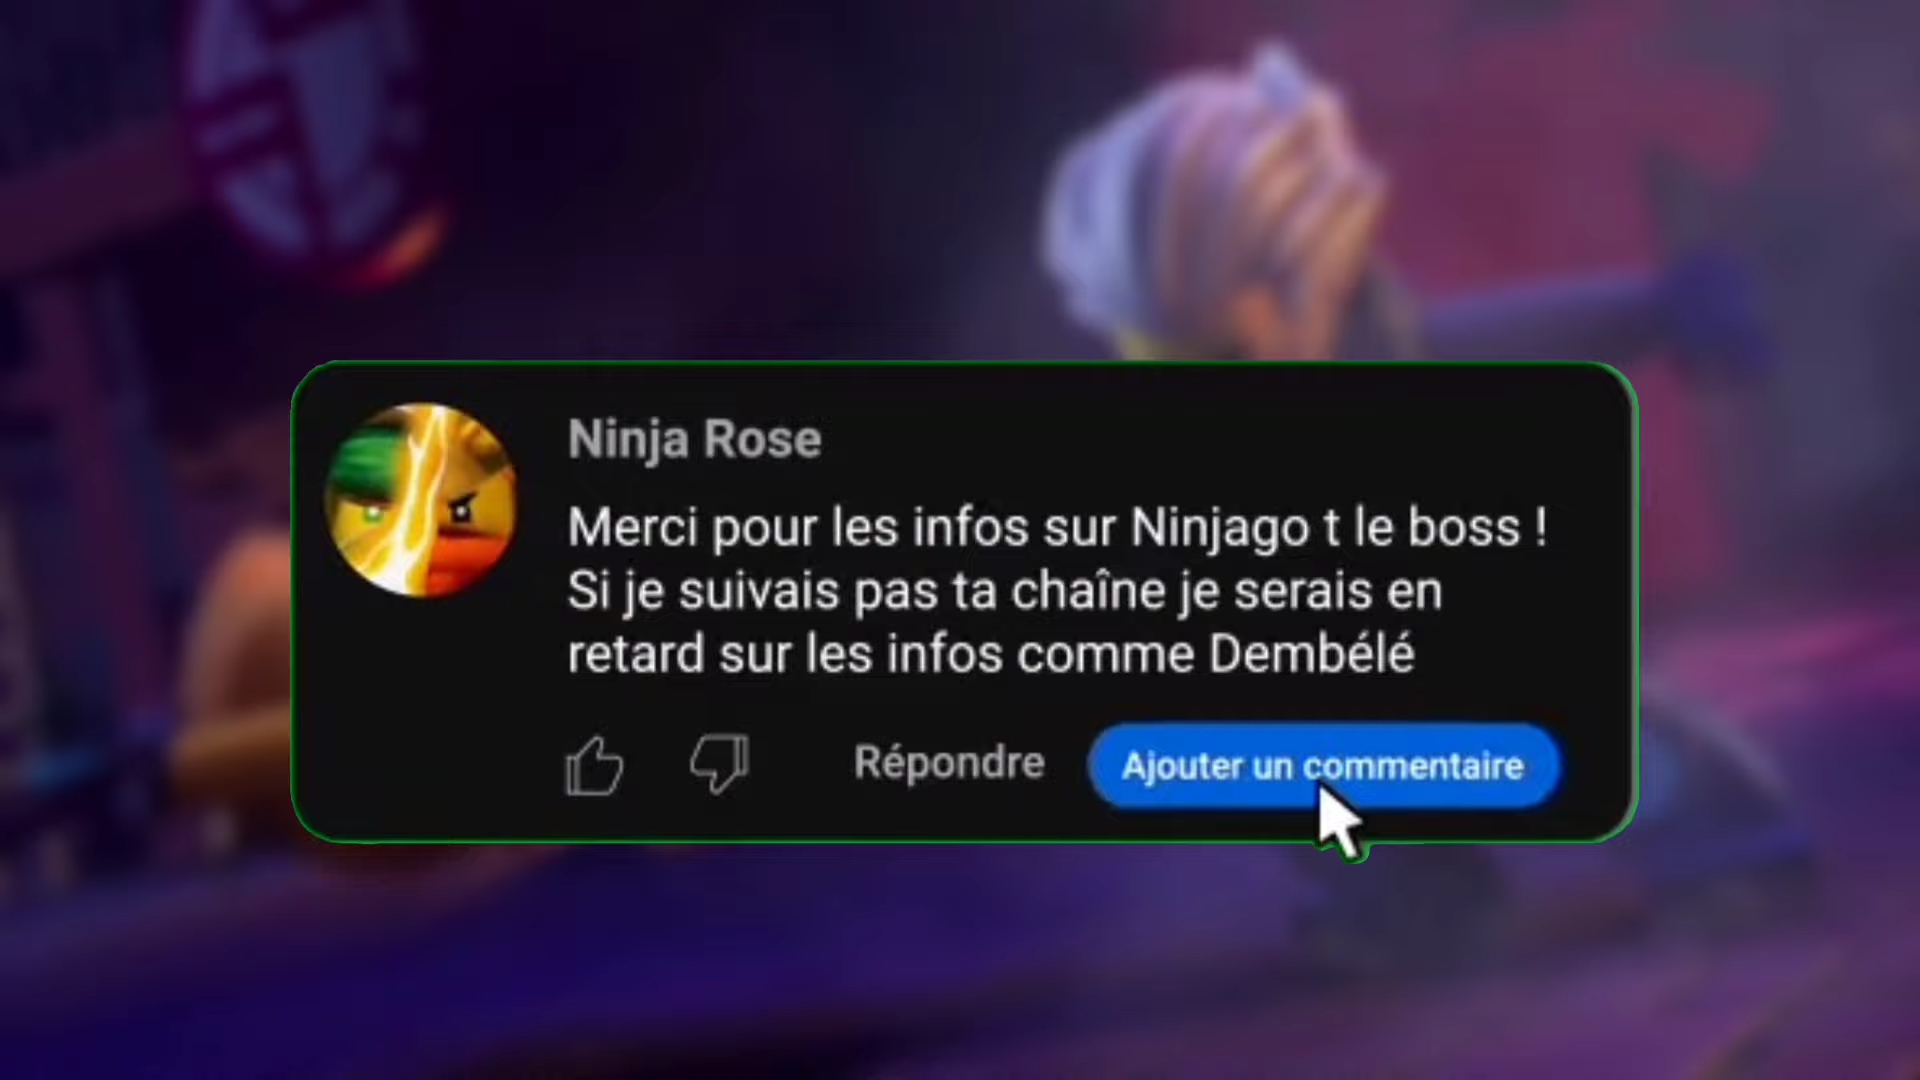 Ninja Rose
Merci pour les infos sur Ninjago t le boss !
Si je suivais pas ta chaîne je serais en
retard sur les infos comme Dembélé
Répondre
Ajouter un commentaire